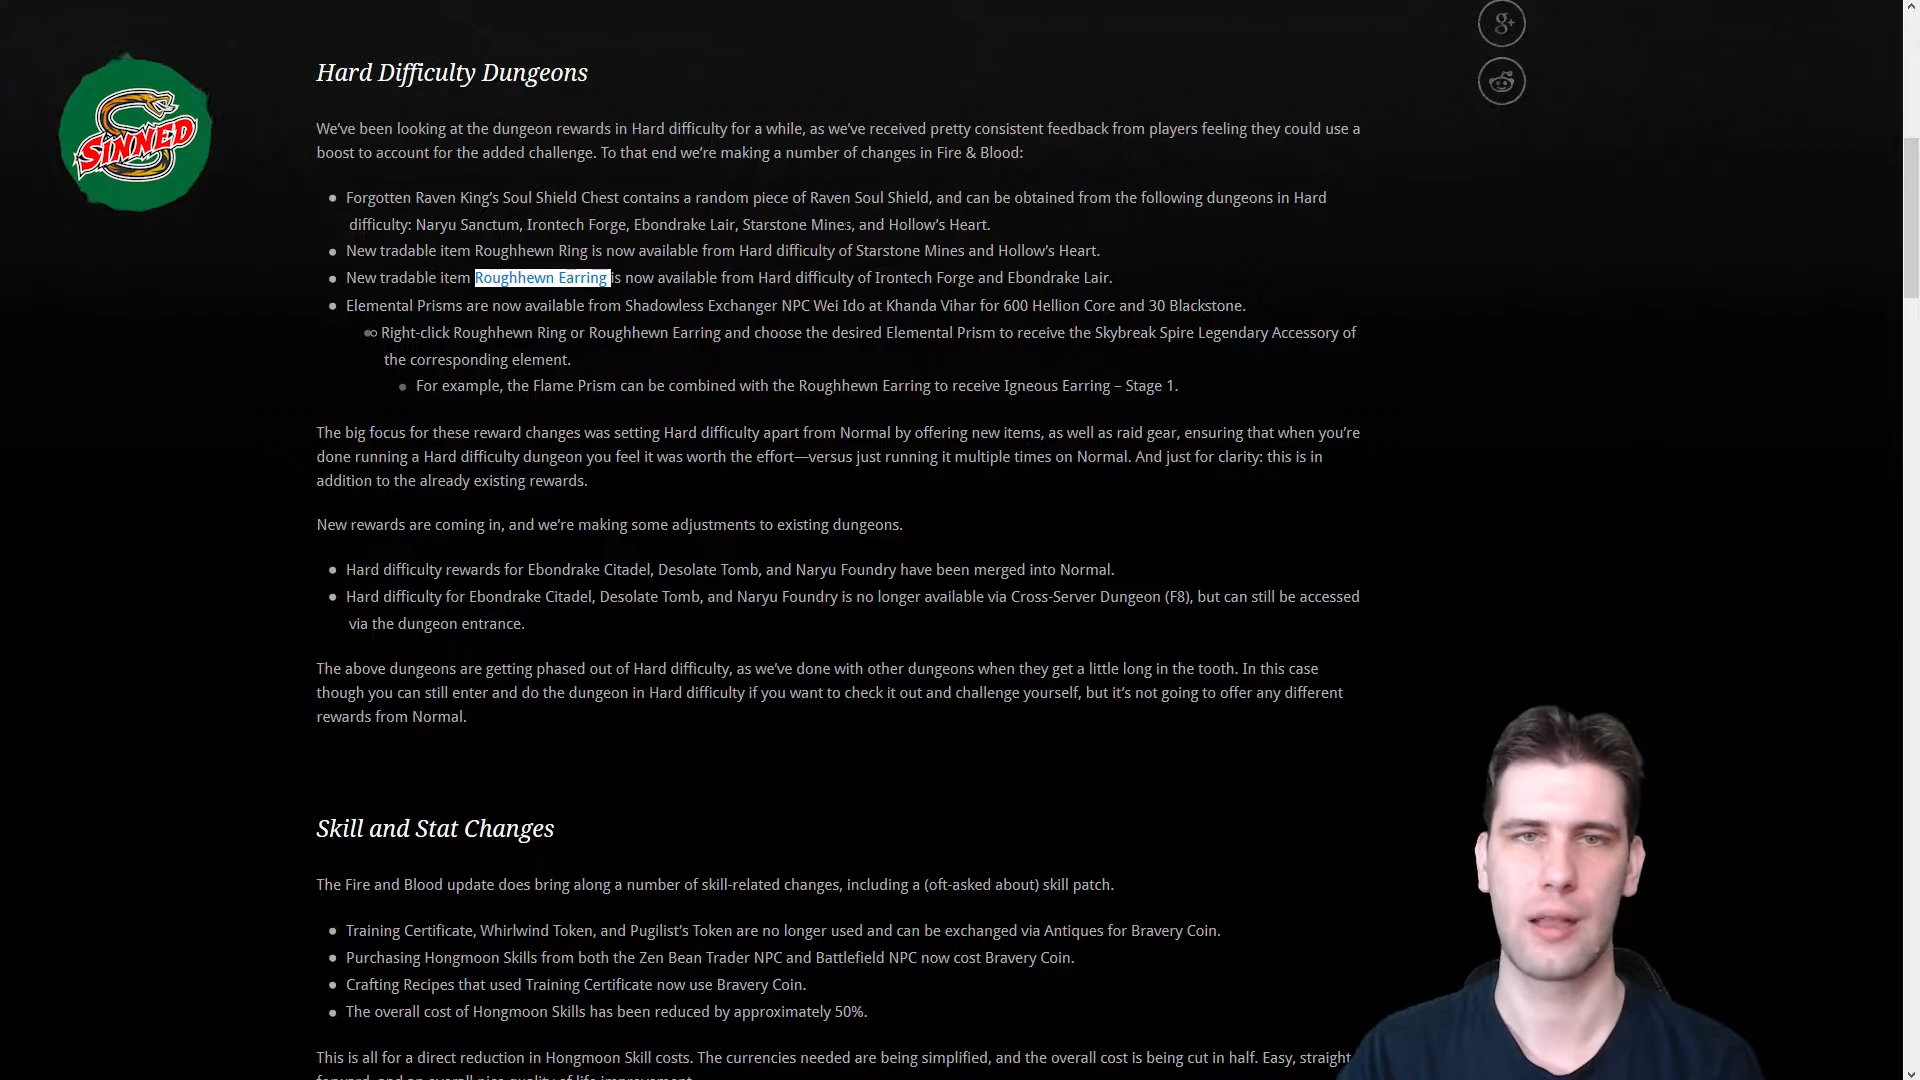 g+
SINNED
Hard Difficulty Dungeons
We've been looking at the dungeon rewards in Hard difficulty for a while, as we've received pretty consistent feedback from players feeling they could use a
boost to account for the added challenge. To that end we're making a number of changes in Fire & Blood:
Forgotten Raven King's Soul Shield Chest contains a random piece of Raven Soul Shield, and can be obtained from the following dungeons in Hard
difficulty: Naryu Sanctum, Irontech Forge, Ebondrake Lair, Starstone Mines, and Hollow's Heart.
New tradable item Roughhewn Ring is now available from Hard difficulty of Starstone Mines and Hollow's Heart.
New tradable item Roughhewn Earring is now available from Hard difficulty of Irontech Forge and Ebondrake Lair.
Elemental Prisms are now available from Shadowless Exchanger NPC Wei Ido at Khanda Vihar for 600 Hellion Core and 30 Blackstone.
Right-click Roughhewn Ring or Roughhewn Earring and choose the desired Elemental Prism to receive the Skybreak Spire Legendary Accessory of
the corresponding element.
For example, the Flame Prism can be combined with the Roughhewn Earring to receive Igneous Earring – Stage 1.
The big focus for these reward changes was setting Hard difficulty apart from Normal by offering new items, as well as raid gear, ensuring that when you're
done running a Hard difficulty dungeon you feel it was worth the effort—versus just running it multiple times on Normal. And just for clarity: this is in
addition to the already existing rewards.
New rewards are coming in, and we're making some adjustments to existing dungeons.
Hard difficulty rewards for Ebondrake Citadel, Desolate Tomb, and Naryu Foundry have been merged into Normal.
Hard difficulty for Ebondrake Citadel, Desolate Tomb, and Naryu Foundry is no longer available via Cross-Server Dungeon (F8), but can still be accessed
via the dungeon entrance.
The above dungeons are getting phased out of Hard difficulty, as we've done with other dungeons when they get a little long in the tooth. In this case
though you can still enter and do the dungeon in Hard difficulty if you want to check it out and challenge yourself, but it's not going to offer any different
rewards from Normal.
Skill and Stat Changes
The Fire and Blood update does bring along a number of skill-related changes, including a (oft-asked about) skill patch.
Training Certificate, Whirlwind Token, and Pugilist's Token are no longer used and can be exchanged via Antiques for Bravery Coin.
Purchasing Hongmoon Skills from both the Zen Bean Trader NPC and Battlefield NPC now cost Bravery Coin.
Crafting Recipes that used Training Certificate now use Bravery Coin.
The overall cost of Hongmoon Skills has been reduced by approximately 50%.
This is all for a direct reduction in Hongmoon Skill costs. The currencies needed are being simplified, and the overall cost is being cut in half. Easy, straight